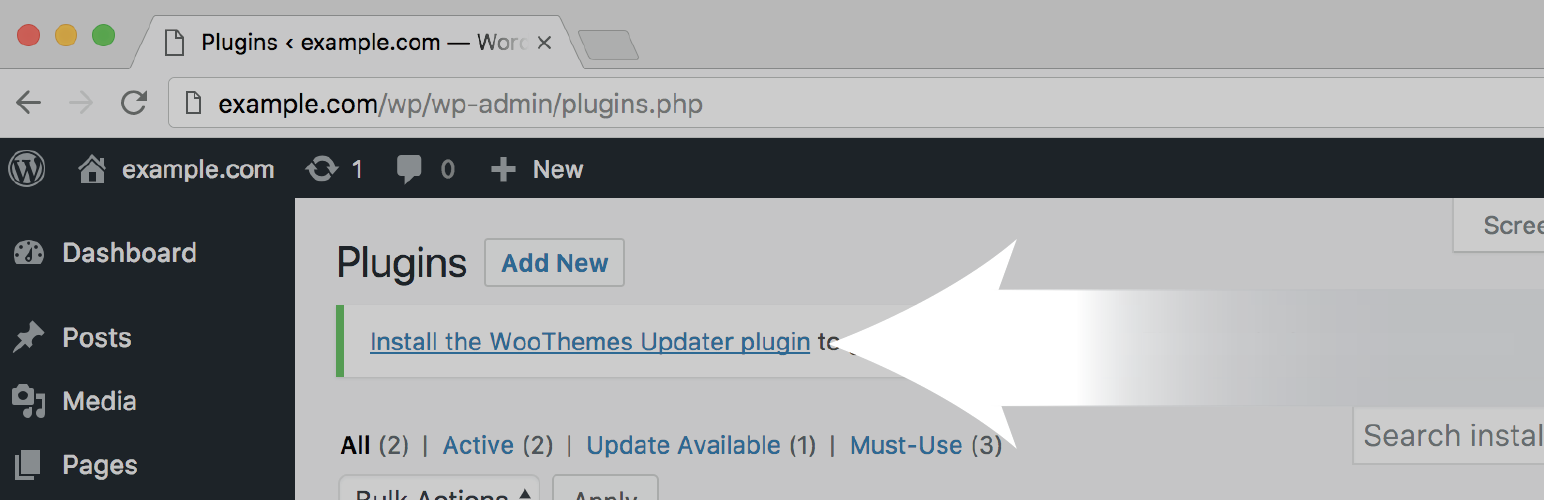 Plugins ‹ example.com — Word
example.com/wp/wp-admin/plugins.php
example.com 1 0 New
Scree
Dashboard
Plugins Add New
Posts
Install the WooThemes Updater plugin to
Media
All (2) | Active (2) | Update Available (1) | Must-Use (3)
Search instal
Pages
Bulk Actions Apply